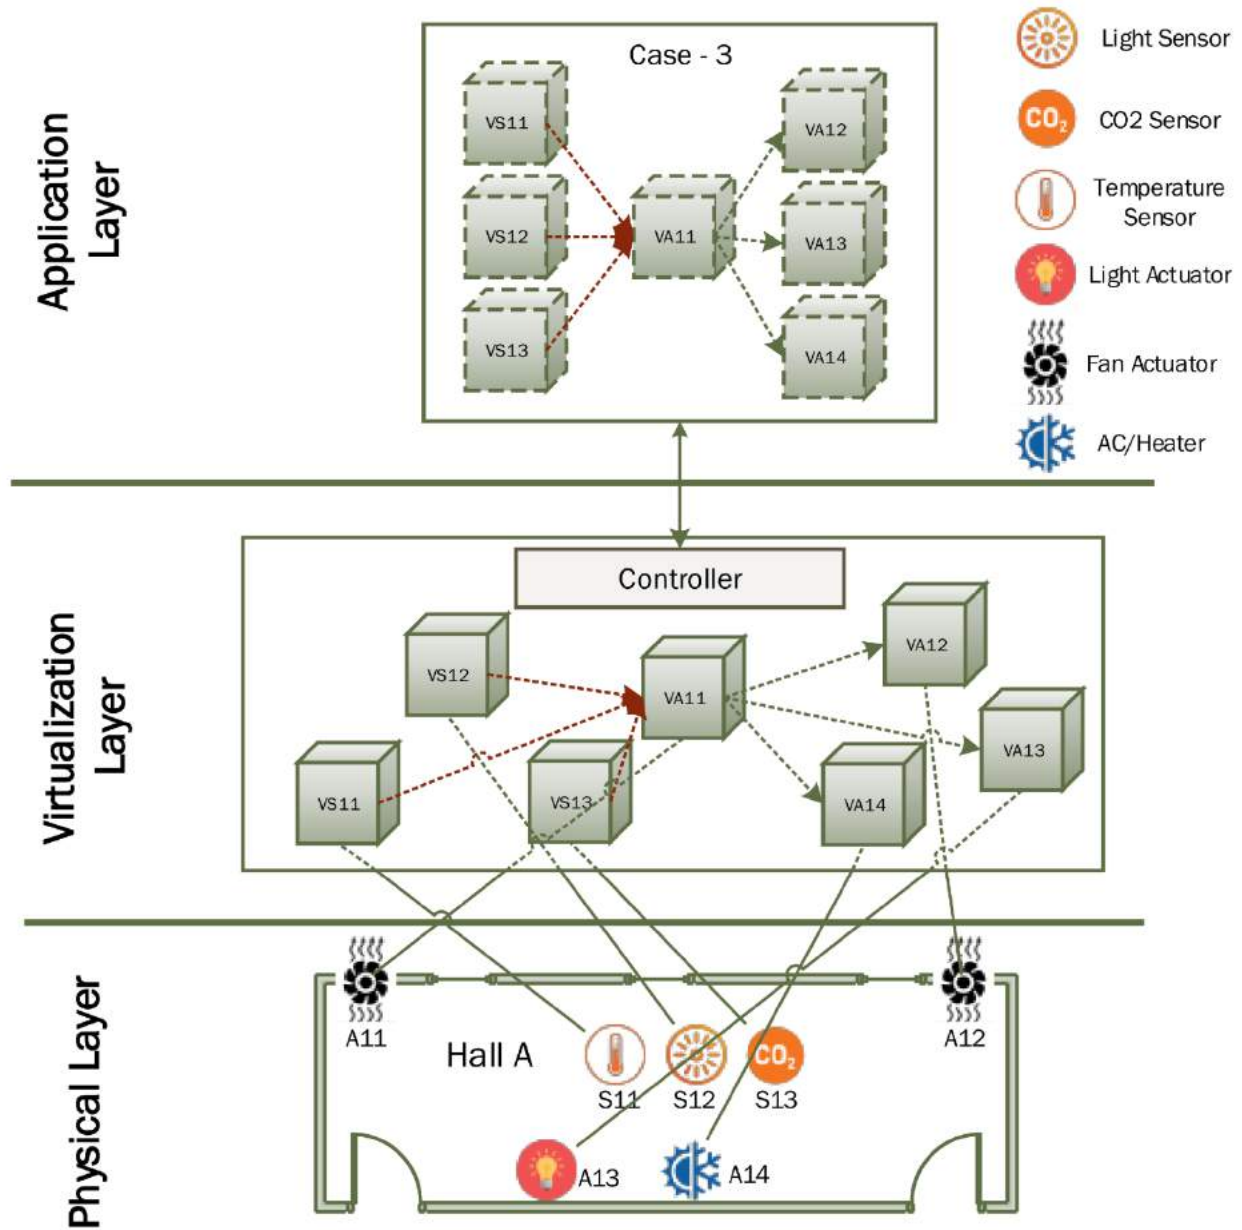 Application
Layer
Case - 3
VS11
VS12
VS13
VA11
VA12
VA13
VA14
Light Sensor
CO₂
CO2 Sensor
Temperature
Sensor
Light Actuator
Fan Actuator
AC/Heater
Virtualization
Layer
Controller
VS12
VS11
VS13
VA11
VA12
VA13
VA14
Physical Layer
A11
Hall A
A12
CO₂
S11
S12
S13
A13
A14